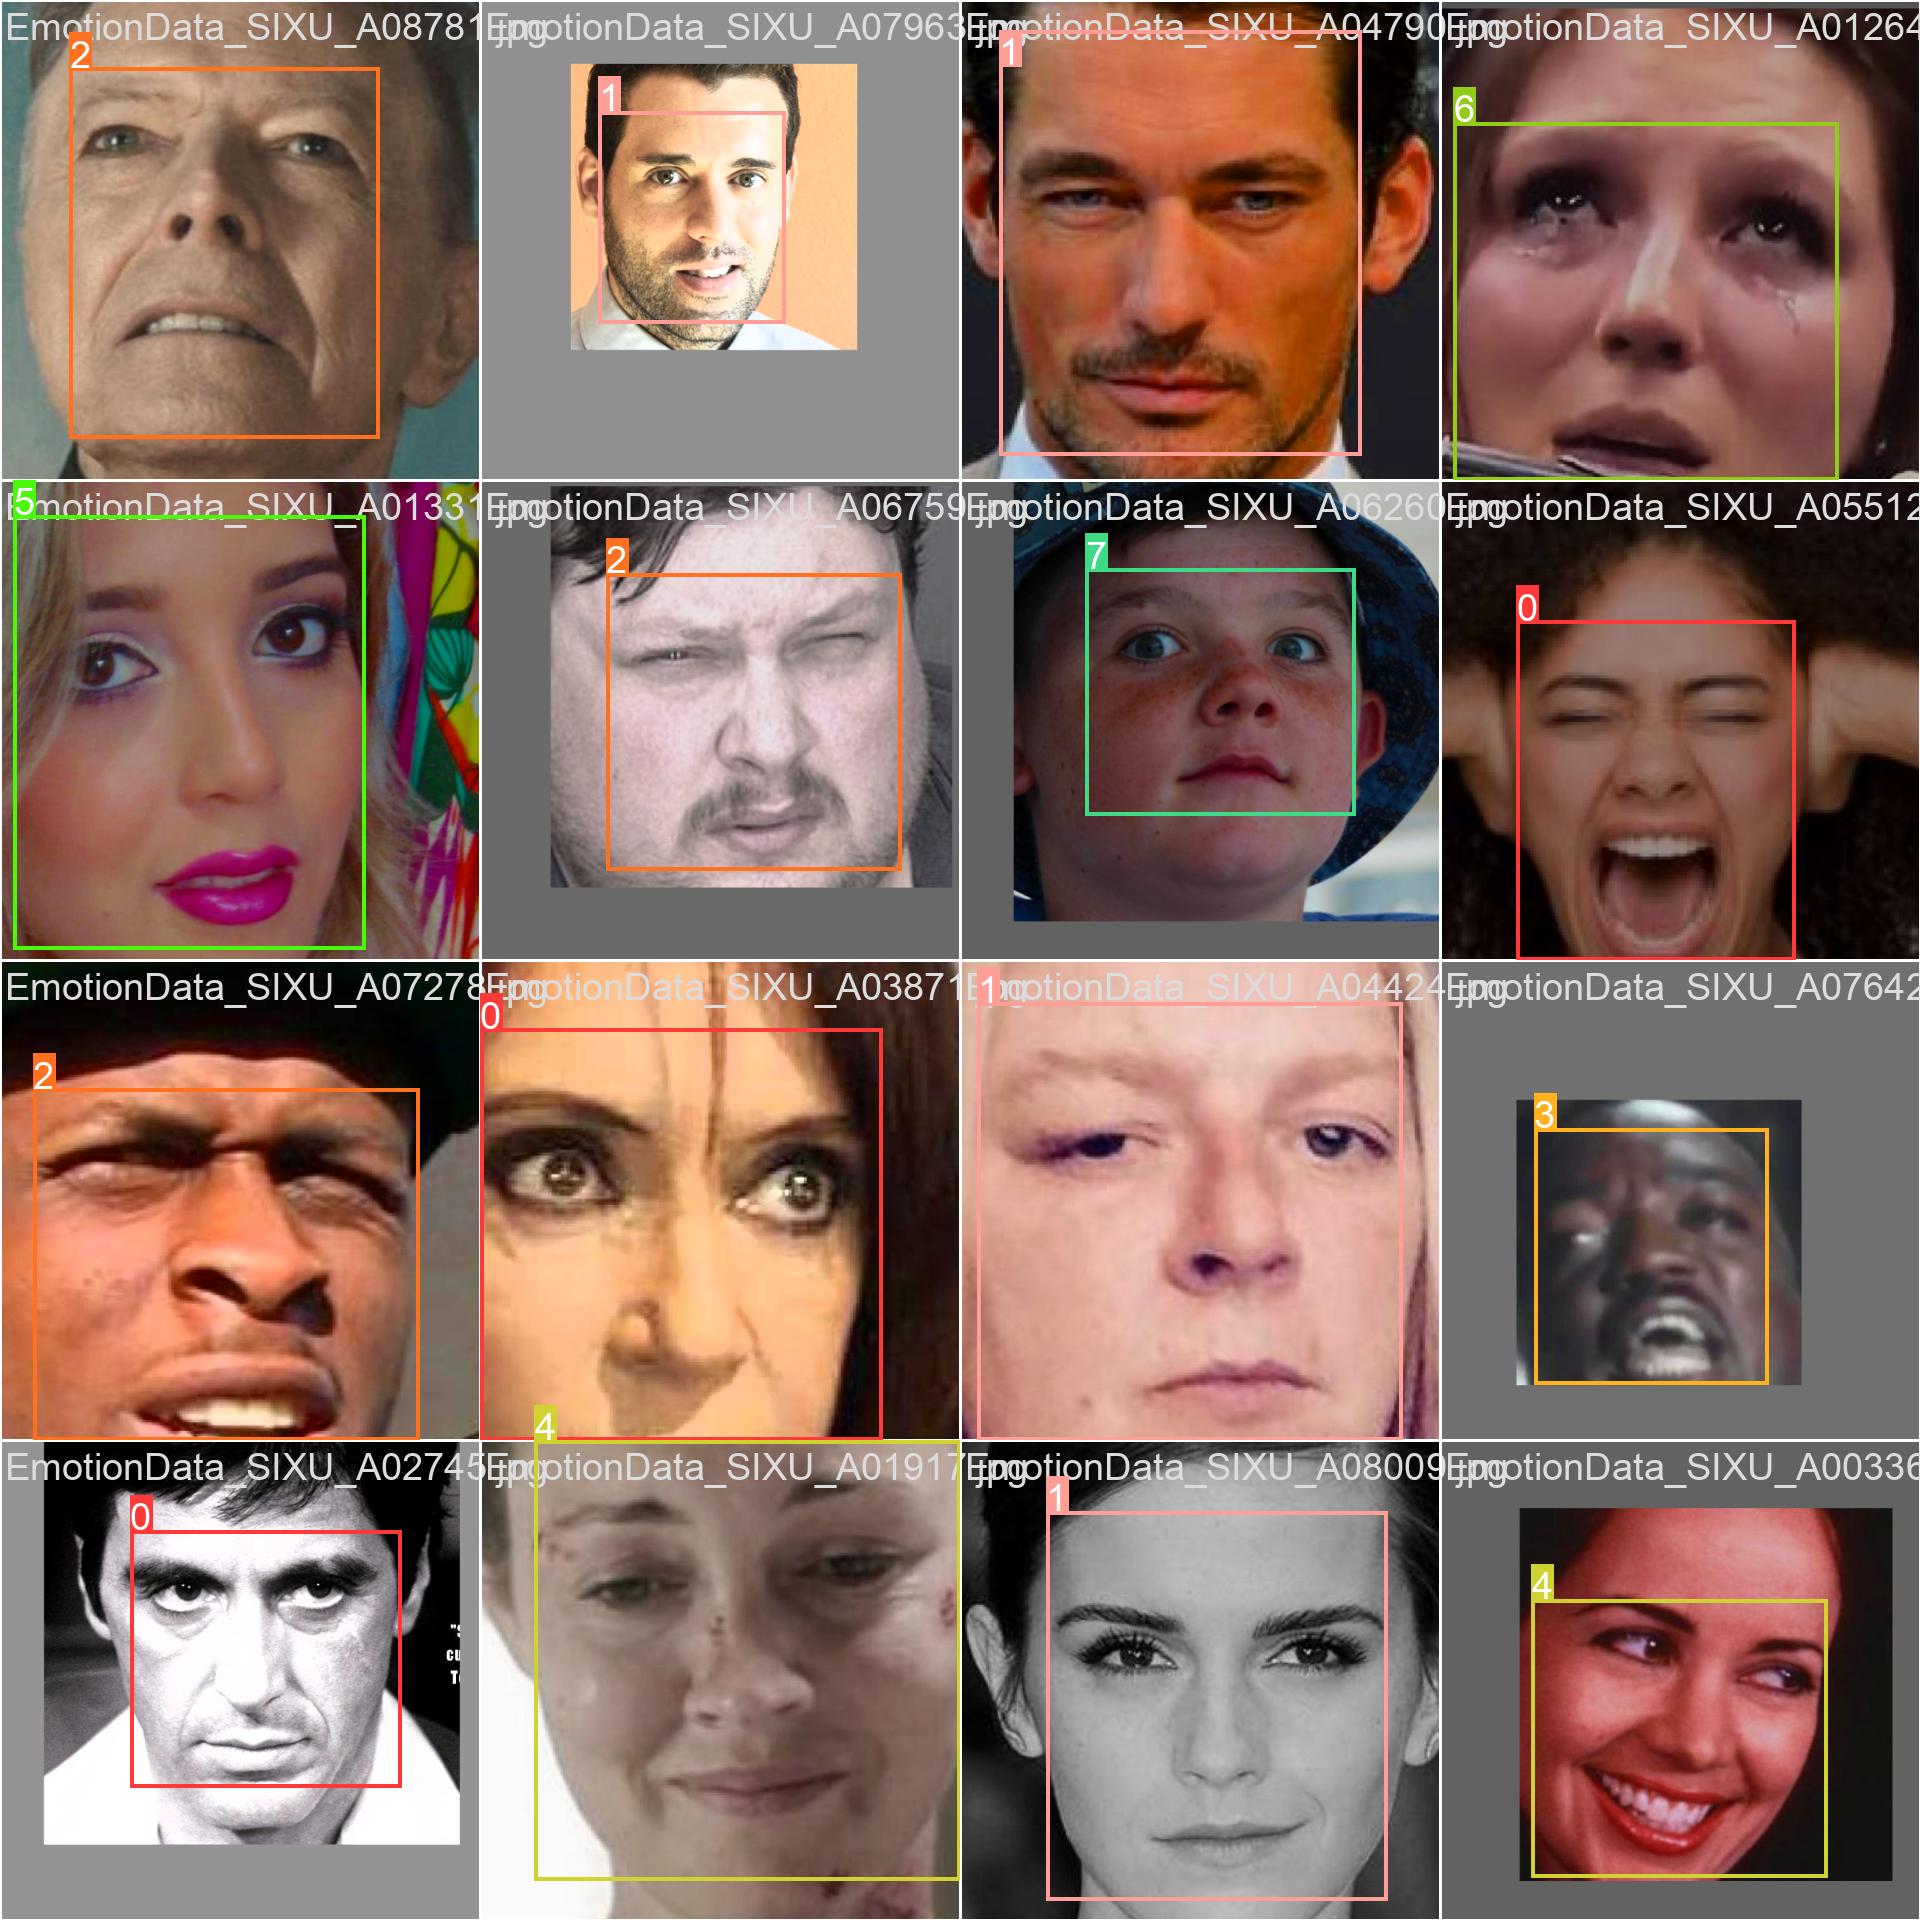 EmotionData_SIXU_A08781.jpg
EmotionData_SIXU_A07963.jpg
EmotionData_SIXU_A04790.jpg
EmotionData_SIXU_A01264
2
1
1
6
EmotionData_SIXU_A01331.jpg
EmotionData_SIXU_A06759.jpg
EmotionData_SIXU_A06260.jpg
EmotionData_SIXU_A05512
5
2
7
0
EmotionData_SIXU_A07278.jpg
EmotionData_SIXU_A03871.jpg
EmotionData_SIXU_A04424.jpg
EmotionData_SIXU_A07642
2
0
1
3
EmotionData_SIXU_A02745.jpg
EmotionData_SIXU_A01917.jpg
EmotionData_SIXU_A08009.jpg
EmotionData_SIXU_A00336
0
4
1
4